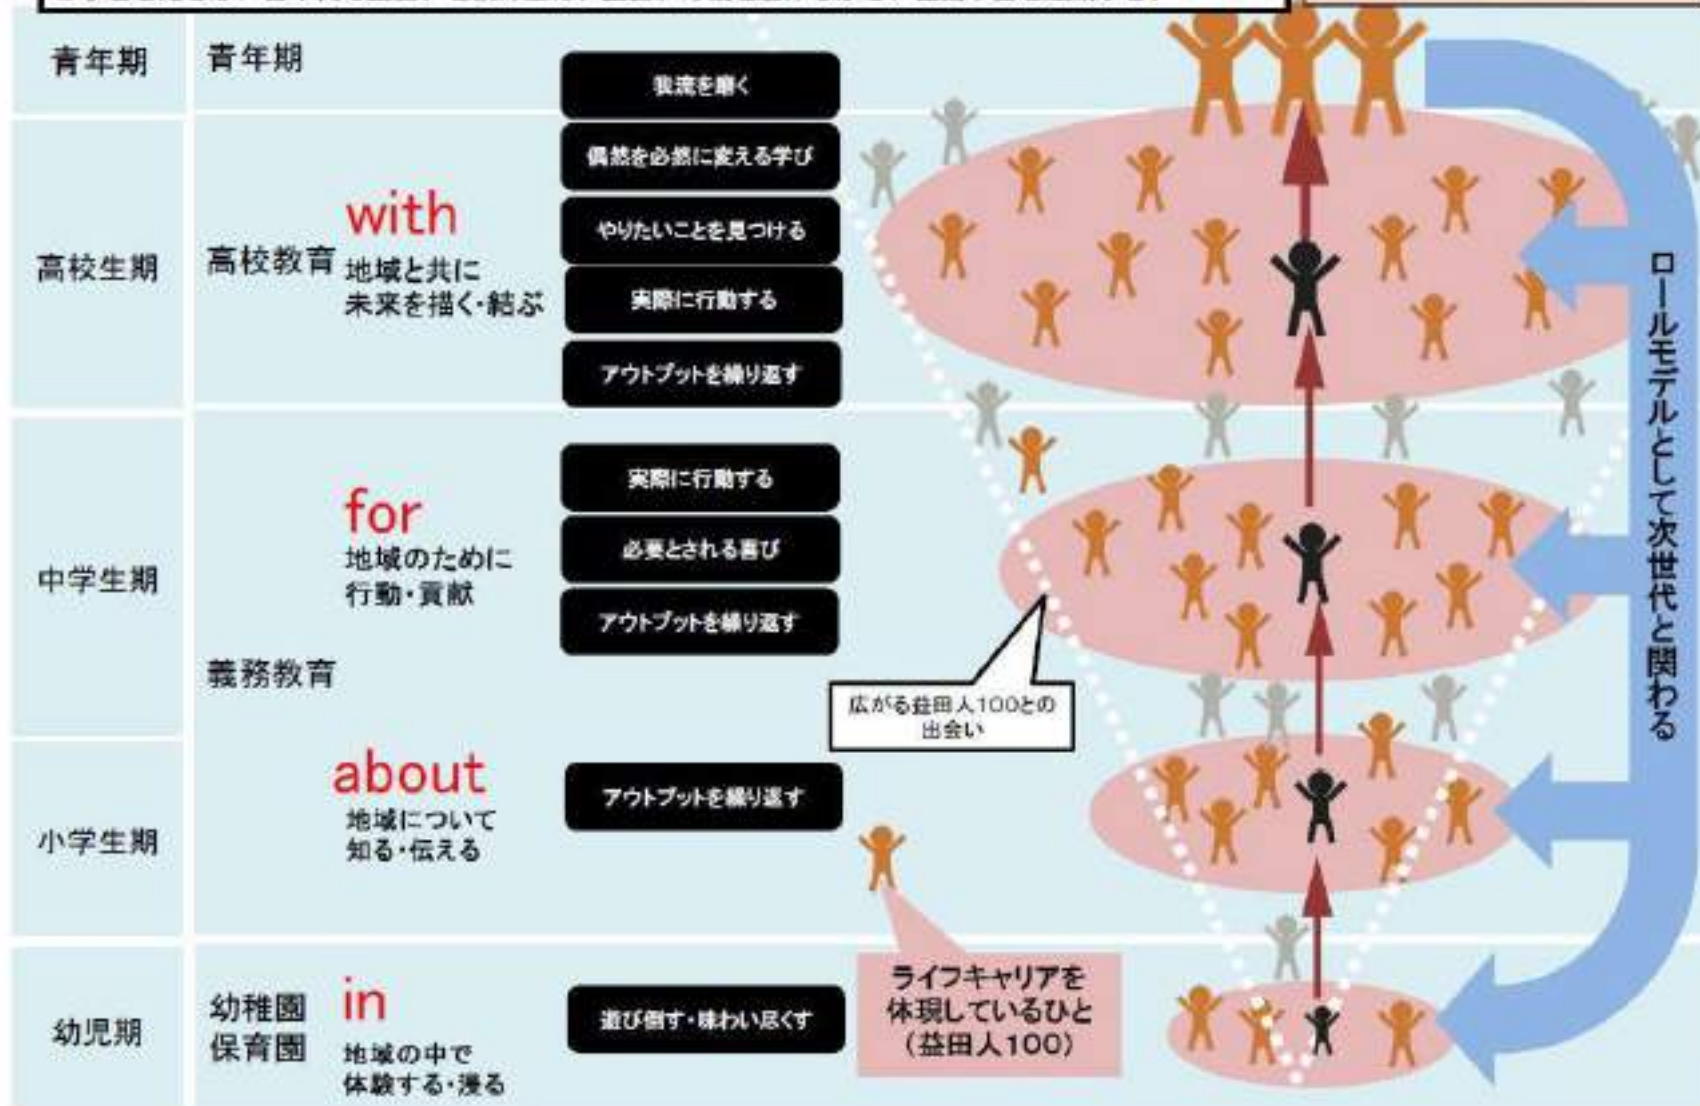 青年期
青年期
我流を磨く
高校生期
高校教育
with
地域と共に
未来を描く・結ぶ
偶然を必然に変える学び
やりたいことを見つける
実際に行動する
アウトプットを繰り返す
中学生期
for
地域のために
行動・貢献
実際に行動する
必要とされる喜び
アウトプットを繰り返す
義務教育
広がる益田人100との
出会い
小学生期
about
地域について
知る・伝える
アウトプットを繰り返す
幼児期
幼稚園
保育園
in
地域の中で
体験する・浸る
遊び倒す・味わい尽くす
ライフキャリアを
体現しているひと
（益田人100）
ロールモデルとして次世代と関わる